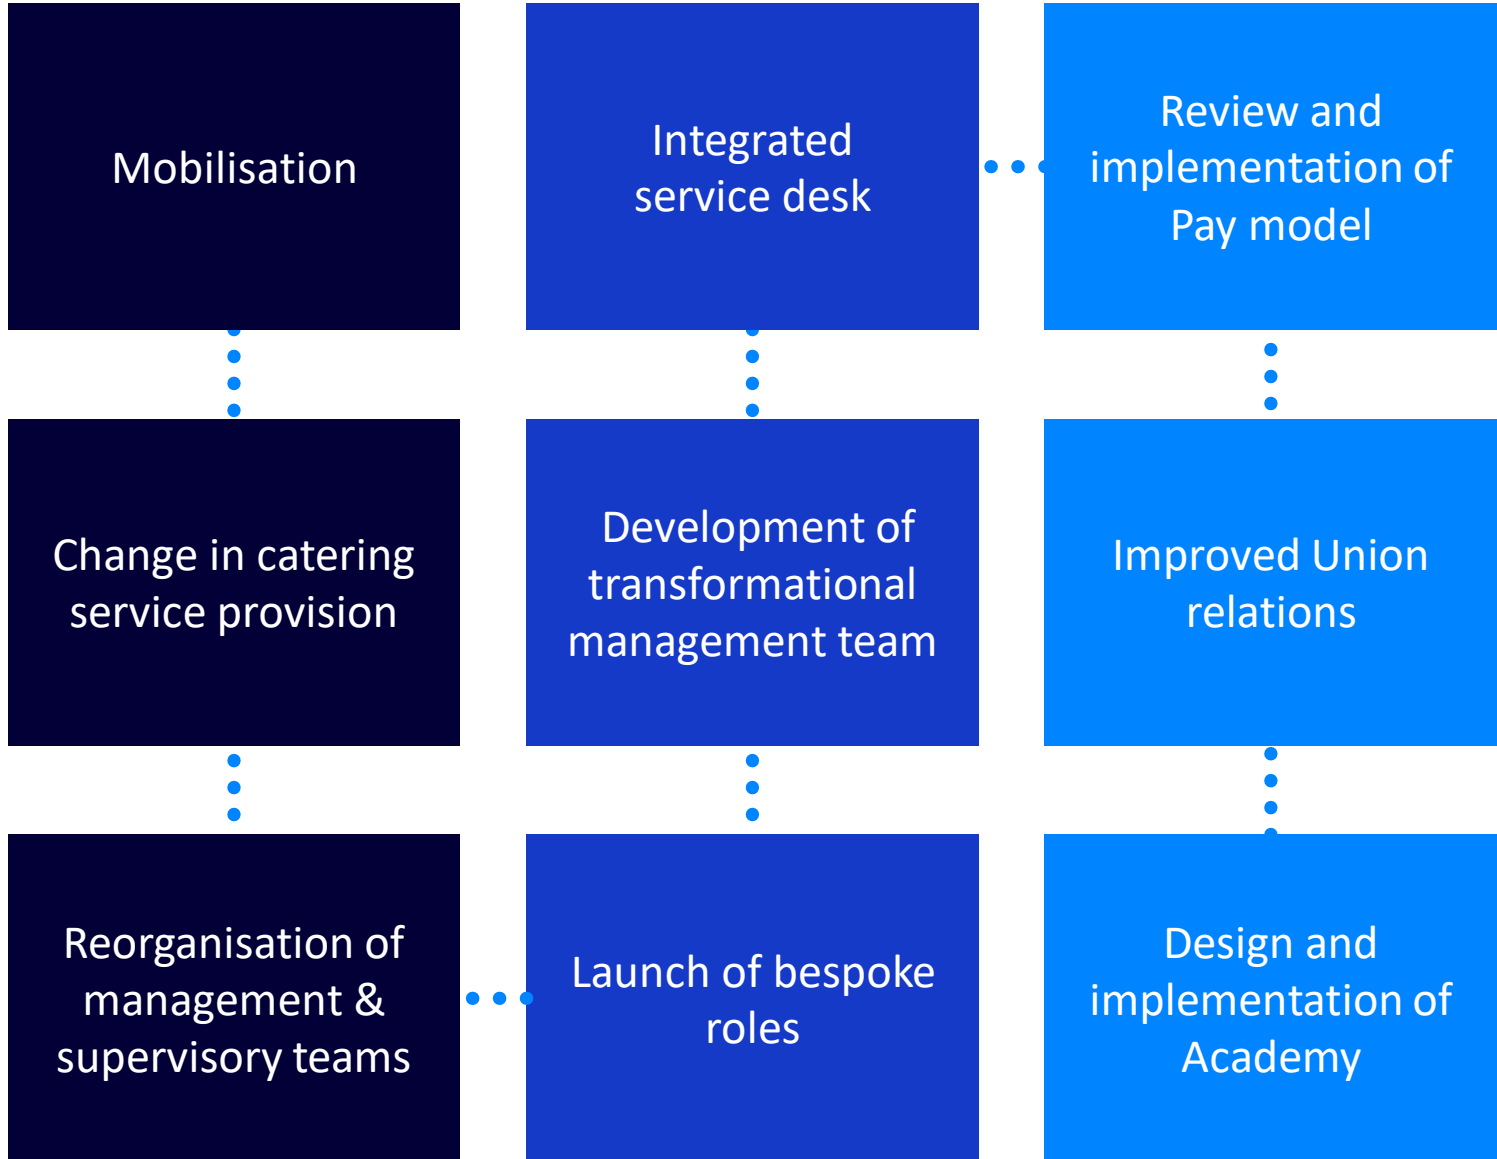 Mobilisation
Change in catering
service provision
Reorganisation of
management &
supervisory teams
Launch of bespoke
roles
Development of
transformational
management team
Integrated
service desk
Review and
implementation of
Pay model
Improved Union
relations
Design and
implementation of
Academy